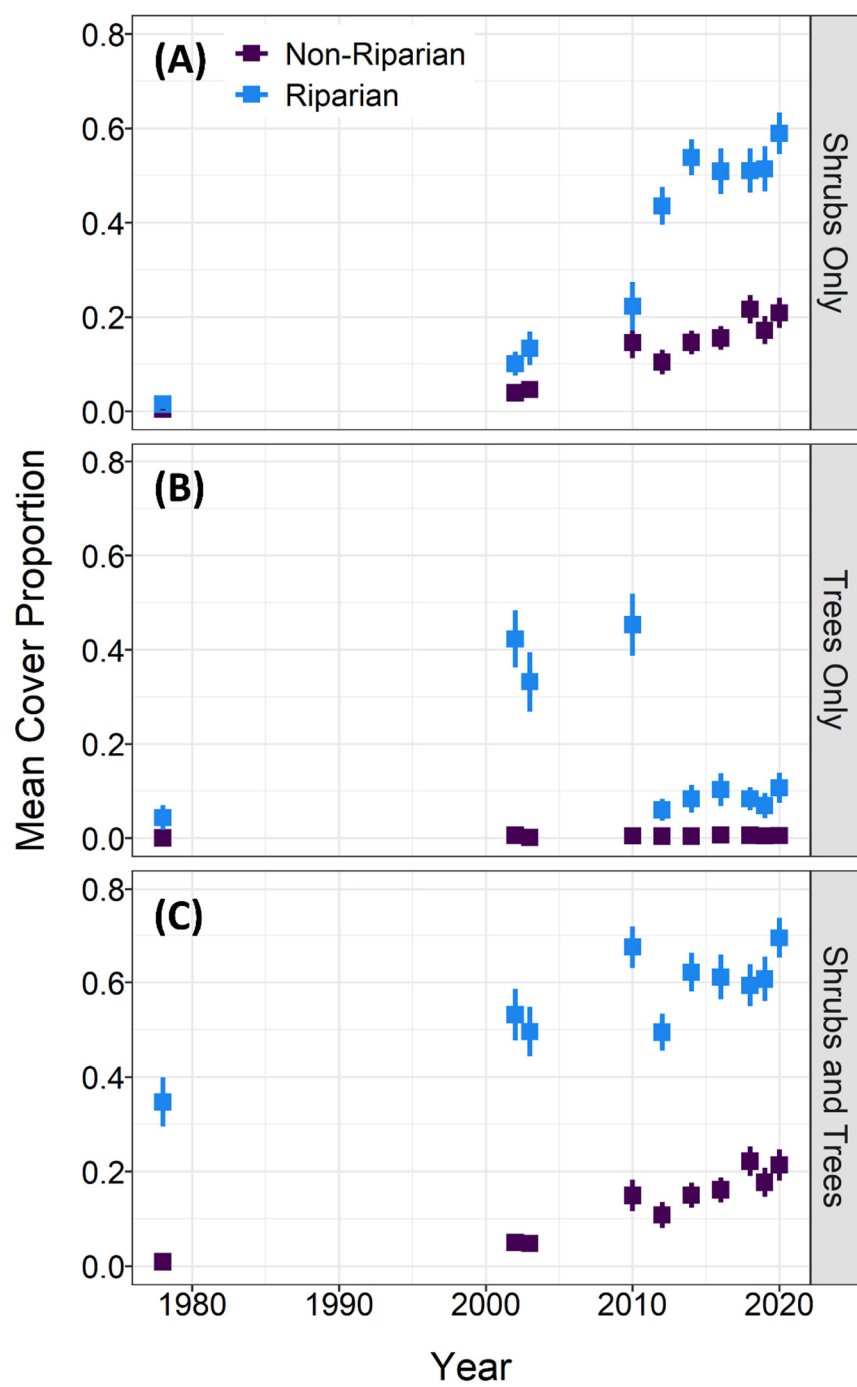 (A)
Non-Riparian
Riparian
0.8
0.6
0.4
0.2
0.0
Shrubs Only
(B)
0.8
0.6
0.4
0.2
0.0
Trees Only
(C)
0.8
0.6
0.4
0.2
0.0
Shrubs and Trees
Mean Cover Proportion
1980 1990 2000 2010 2020
Year